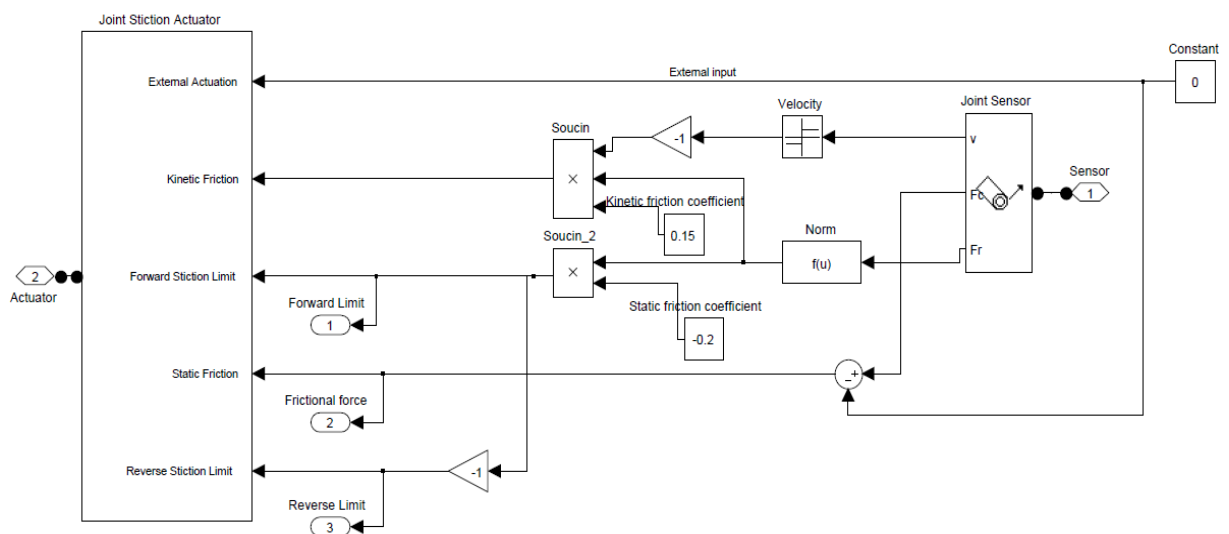 Joint Stiction Actuator
External Actuation
Kinetic Friction
Forward Stiction Limit
Static Friction
Reverse Stiction Limit
2
Actuator
Forward Limit
1
Frictional force
2
Reverse Limit
3
-1
Soucin
×
Soucin_2
×
-1
Kinetic friction coefficient
0.15
Static friction coefficient
-0.2
External input
Velocity
Norm
f(u)
Constant
0
Joint Sensor
v
Fc
Fr
Sensor
1
- +